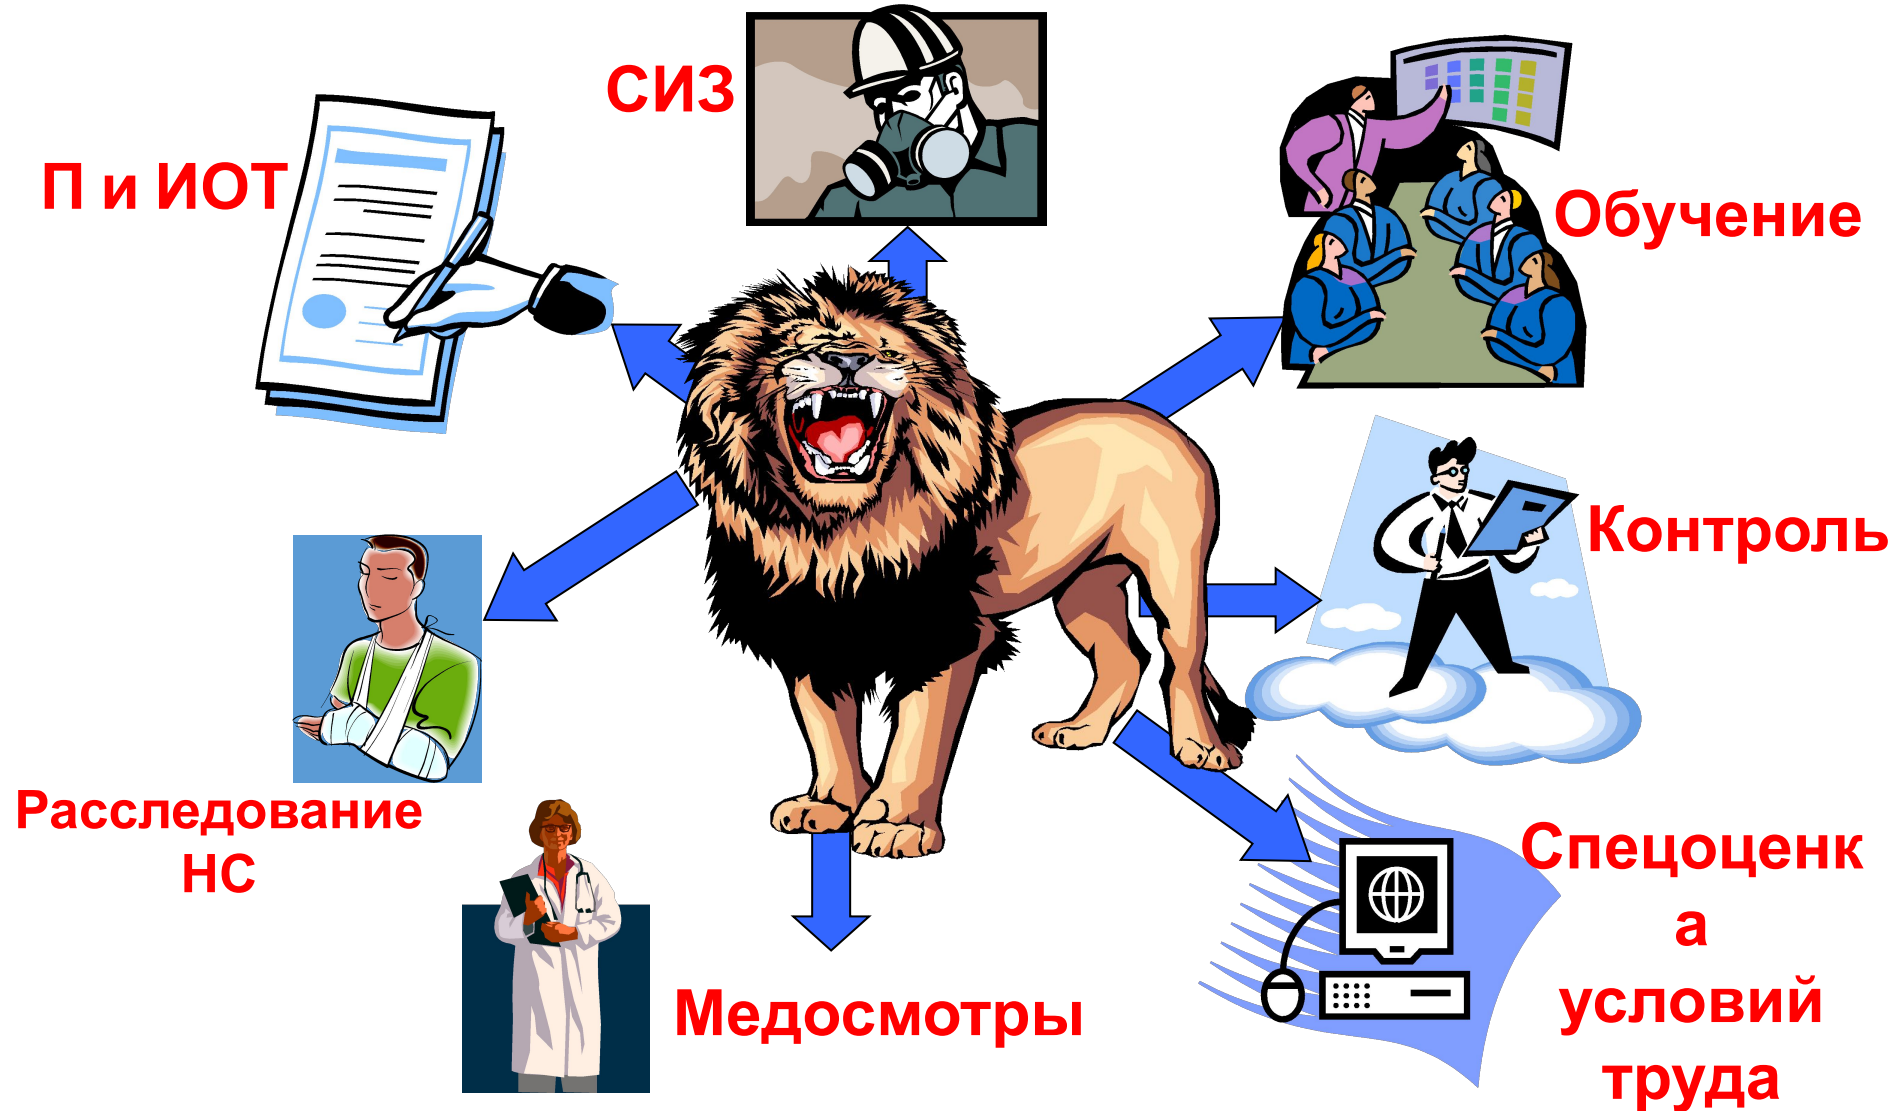 СИЗ
П и ИОТ
Обучение
Контроль
Расследование
НС
Спецоценк
а
условий
труда
Медосмотры